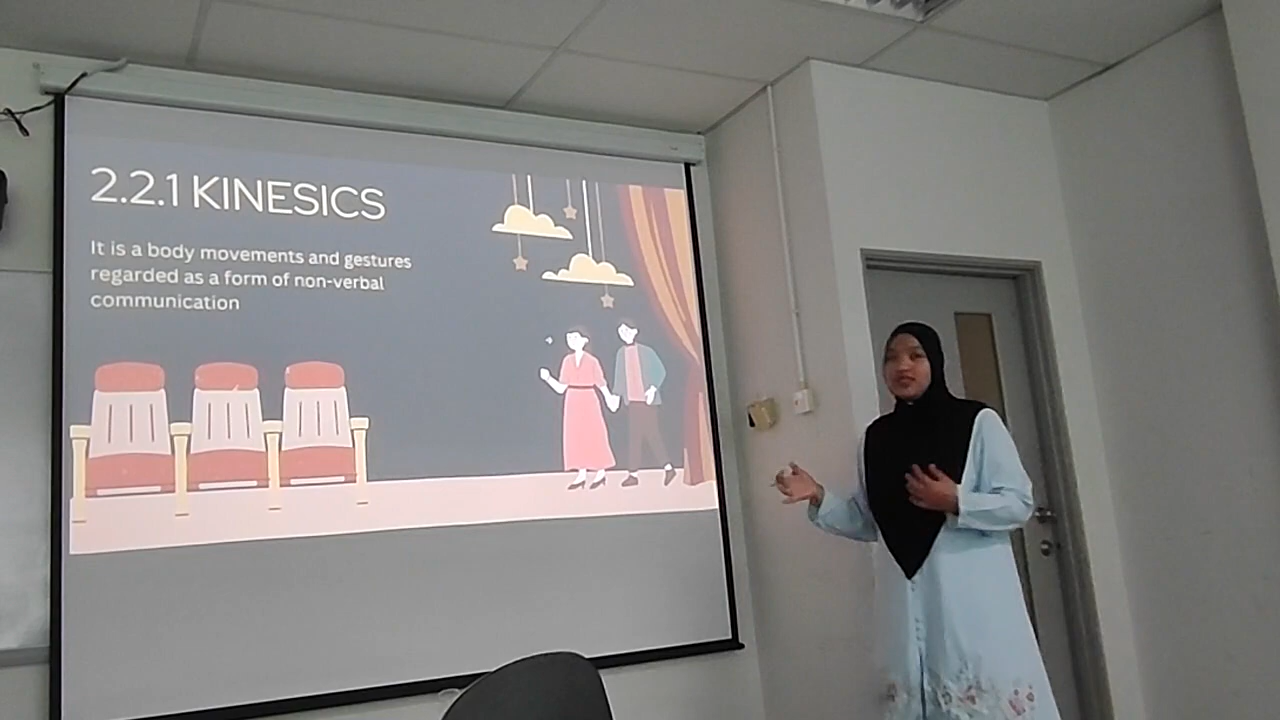 2.2.1 KINESICS
It is a body movements and gestures
regarded as a form of non-verbal
communication